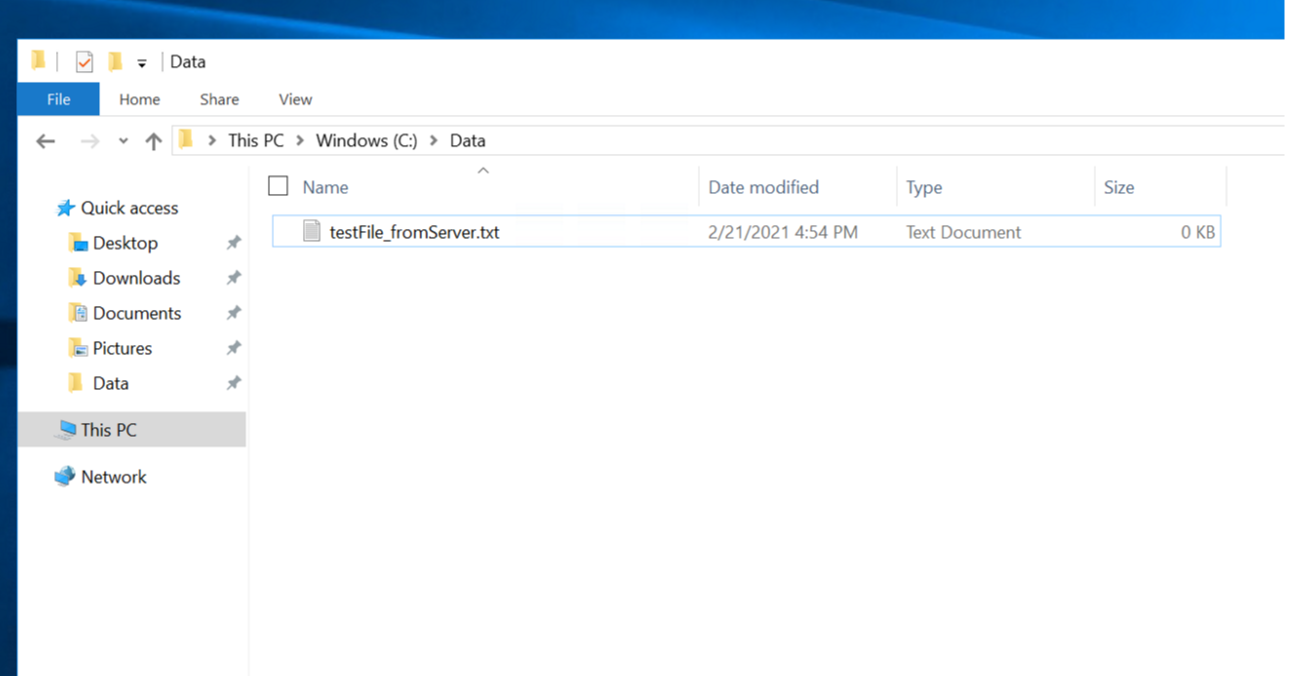 Data
File Home Share View
This PC Windows (C:) Data
Name Date modified Type Size
testFile_fromServer.txt 2/21/2021 4:54 PM Text Document 0 KB
Quick access
Desktop
Downloads
Documents
Pictures
Data
This PC
Network